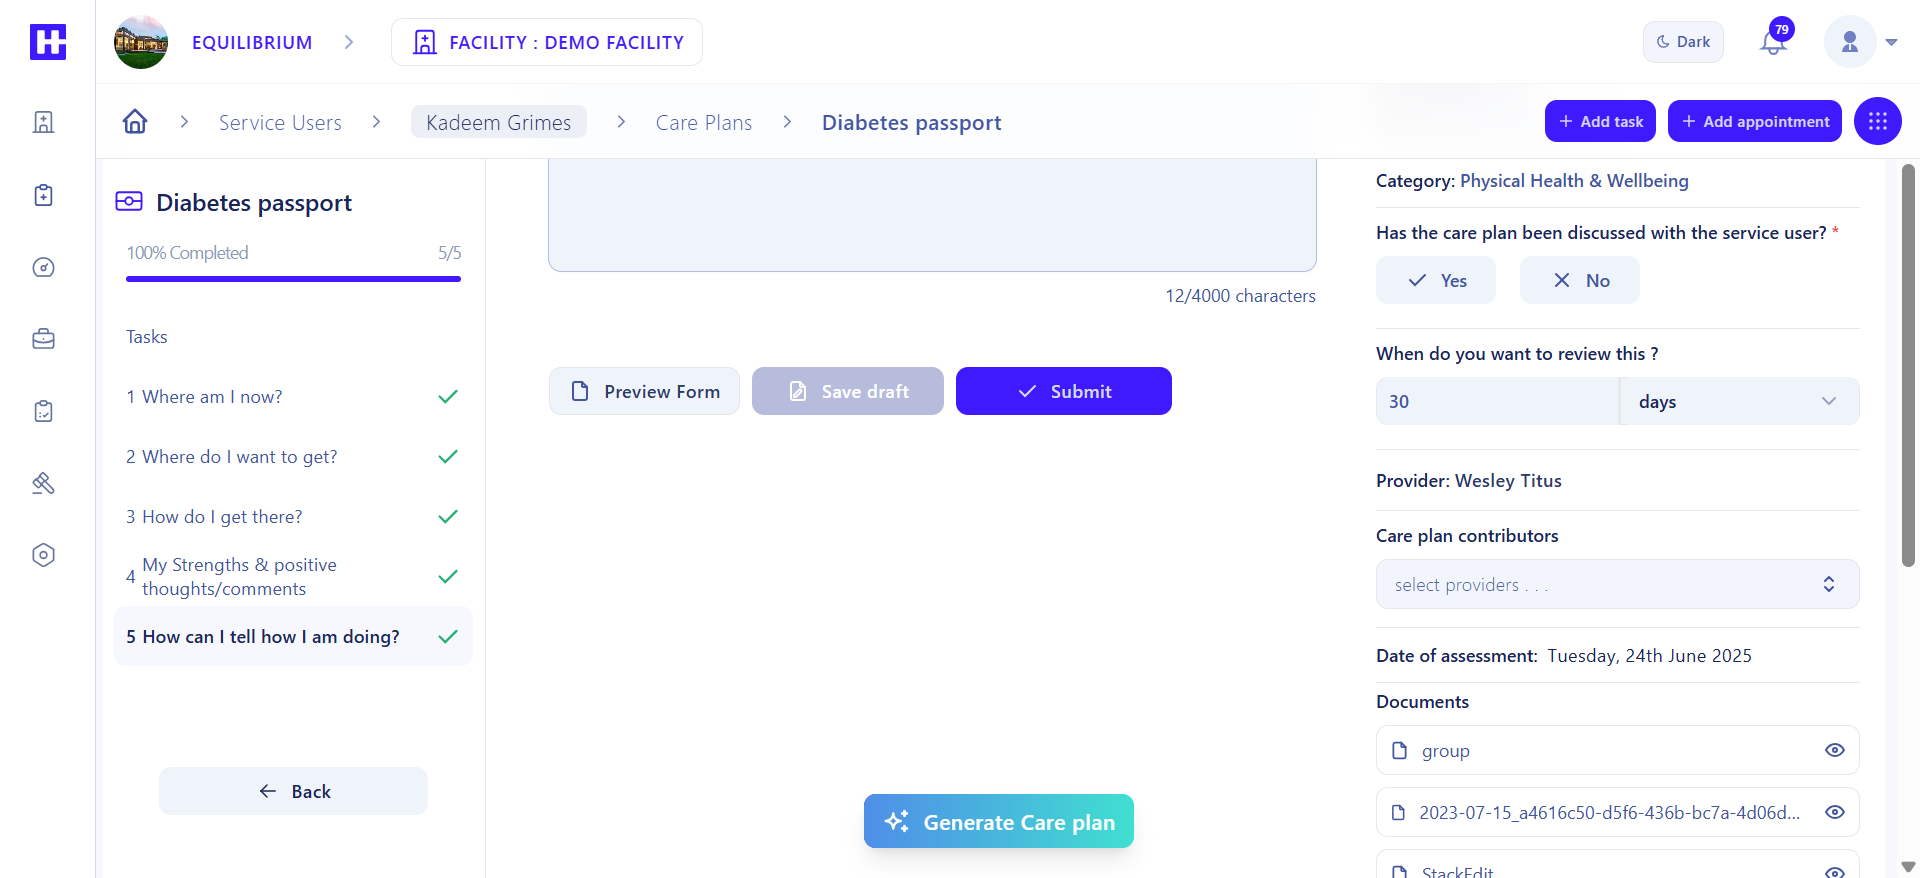 EQUILIBRIUM
FACILITY : DEMO FACILITY
Dark
79
Service Users
Kadeem Grimes
Care Plans
Diabetes passport
+ Add task
+ Add appointment
Diabetes passport
100% Completed
5/5
Tasks
1 Where am I now?
2 Where do I want to get?
3 How do I get there?
4 My Strengths & positive
thoughts/comments
5 How can I tell how I am doing?
Back
12/4000 characters
Preview Form
Save draft
Submit
Generate Care plan
Category: Physical Health & Wellbeing
Has the care plan been discussed with the service user? *
Yes
No
When do you want to review this ?
30
days
Provider: Wesley Titus
Care plan contributors
select providers . . .
Date of assessment: Tuesday, 24th June 2025
Documents
group
2023-07-15_a4616c50-d5f6-436b-bc7a-4d06d...
StackEdit